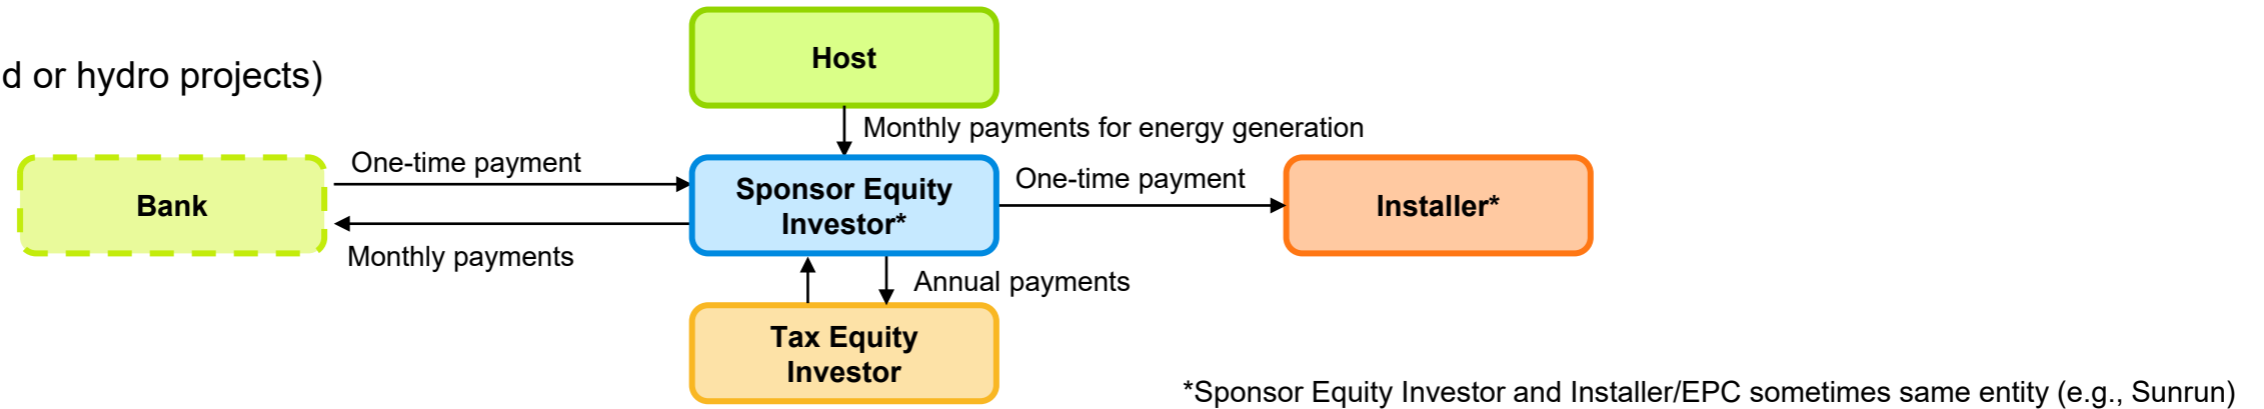 Host
d or hydro projects)
Monthly payments for energy generation
One-time payment
Bank
Sponsor Equity
Investor*
One-time payment
Installer*
Monthly payments
Annual payments
Tax Equity
Investor
*Sponsor Equity Investor and Installer/EPC sometimes same entity (e.g., Sunrun)